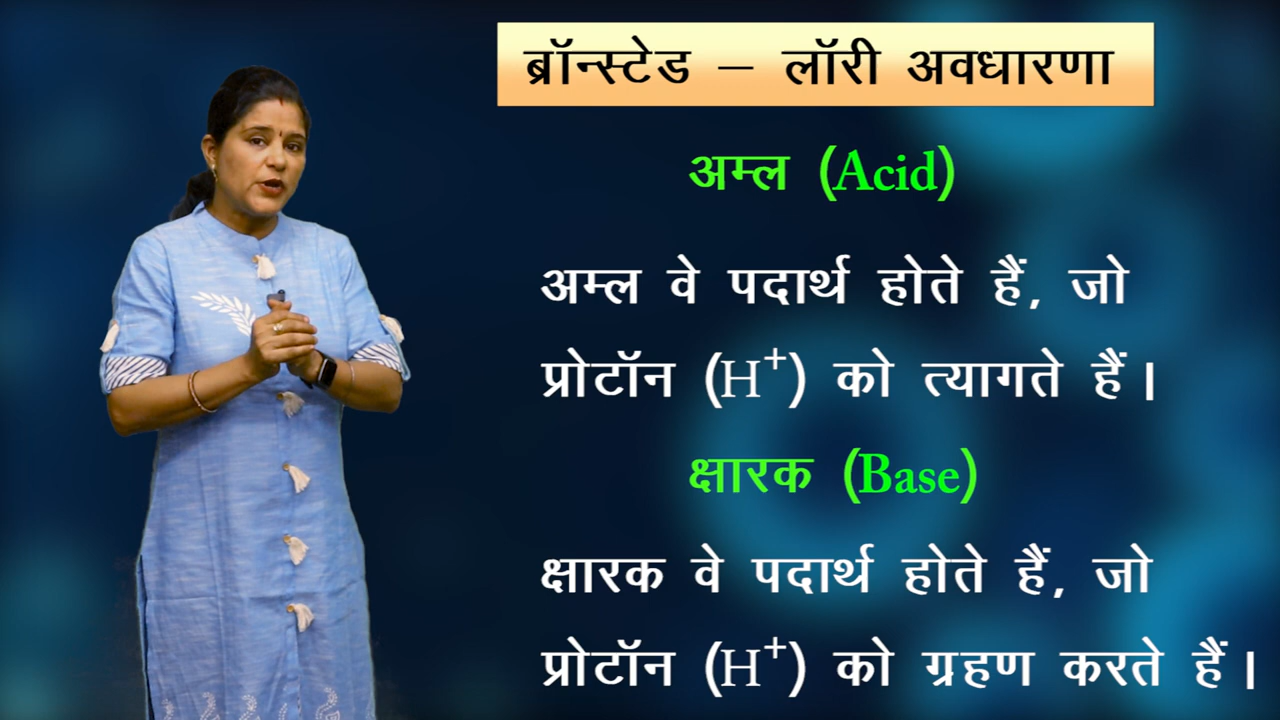 ब्रॉन्स्टेड – लॉरी अवधारणा
अम्ल (Acid)
अम्ल वे पदार्थ होते हैं, जो
प्रोटॉन (H⁺) को त्यागते हैं।
क्षारक (Base)
क्षारक वे पदार्थ होते हैं, जो
प्रोटॉन (H⁺) को ग्रहण करते हैं।